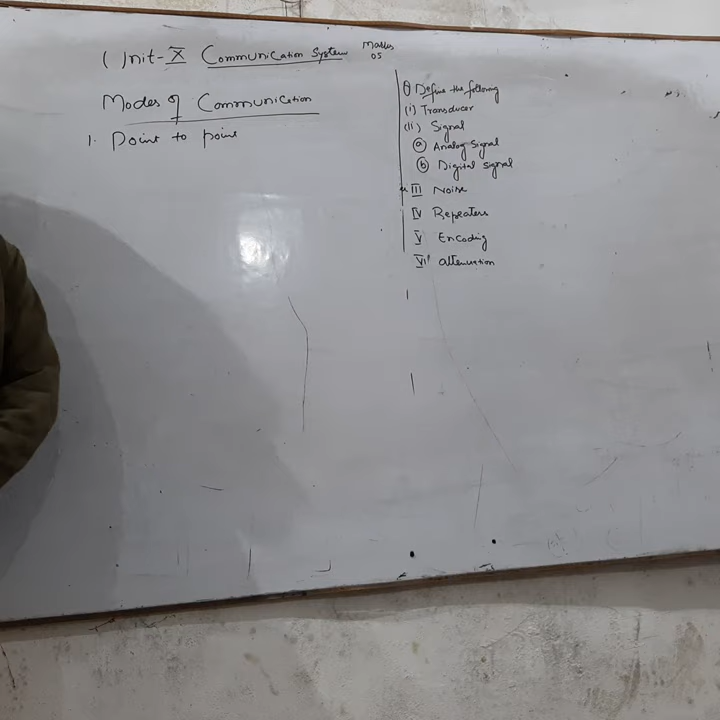 Unit-X Communication System Marks
05
Modes of Communication
1. Point to point
Define the following
(i) Transducer
(ii) Signal
(a) Analog Signal
(b) Digital signal
III Noise
IV Repeaters
V Encoding
VI attenuation